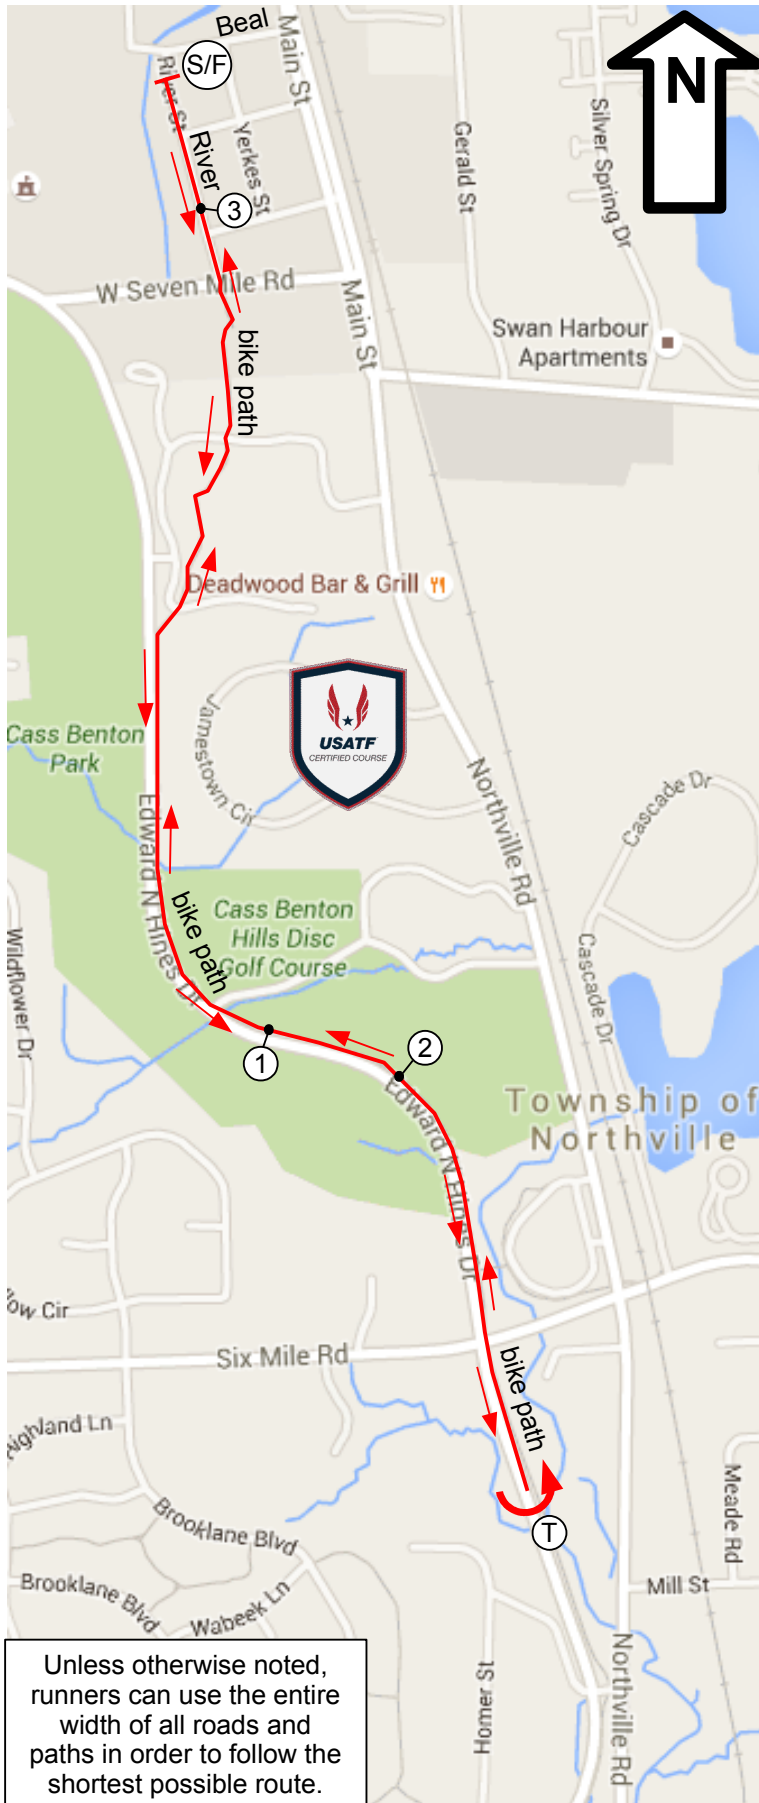 Beal
Main St
S/F
River St
River
Yerkes St
3
N
Gerald St
Silver Spring Dr
W Seven Mile Rd
Main St
Swan Harbour
Apartments
bike path
Deadwood Bar & Grill
USATF
CERTIFIED COURSE
Jamestown Cir
Cass Benton
Park
Northville Rd
Cascade Dr
Edward N Hines Dr
bike path
Cass Benton
Hills Disc
Golf Course
Wildflower Dr
Cascade Dr
1
2
Edward N Hines Dr
Township of
Northville
low Cir
Six Mile Rd
bike path
Highland Ln
T
Meade Rd
Brooklane Blvd
Brooklane Blvd
Wabeek Ln
Mill St
Homer St
Northville Rd
Unless otherwise noted,
runners can use the entire
width of all roads and
paths in order to follow the
shortest possible route.